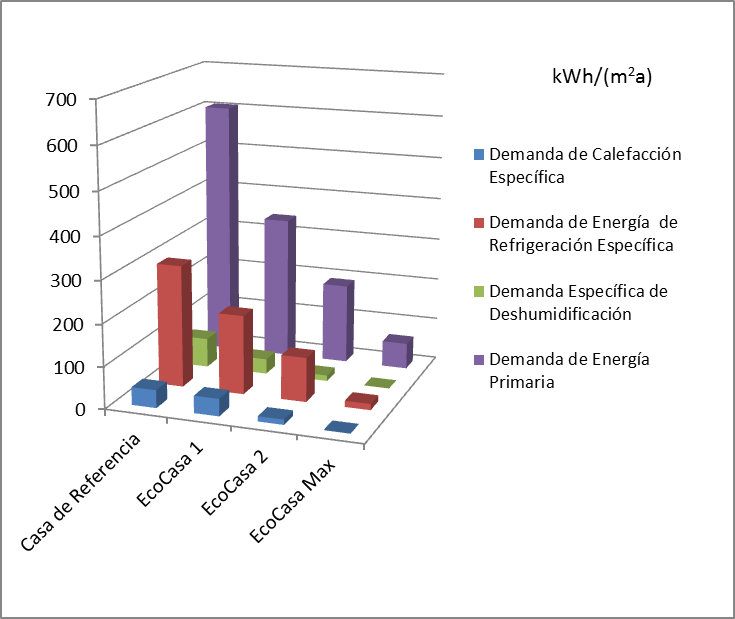 kWh/(m²a)
700
600
500
400
300
200
100
0
Casa de Referencia
EcoCasa 1
EcoCasa 2
EcoCasa Max
Demanda de Calefacción
Específica
Demanda de Energía de
Refrigeración Específica
Demanda Específica de
Deshumidificación
Demanda de Energía
Primaria